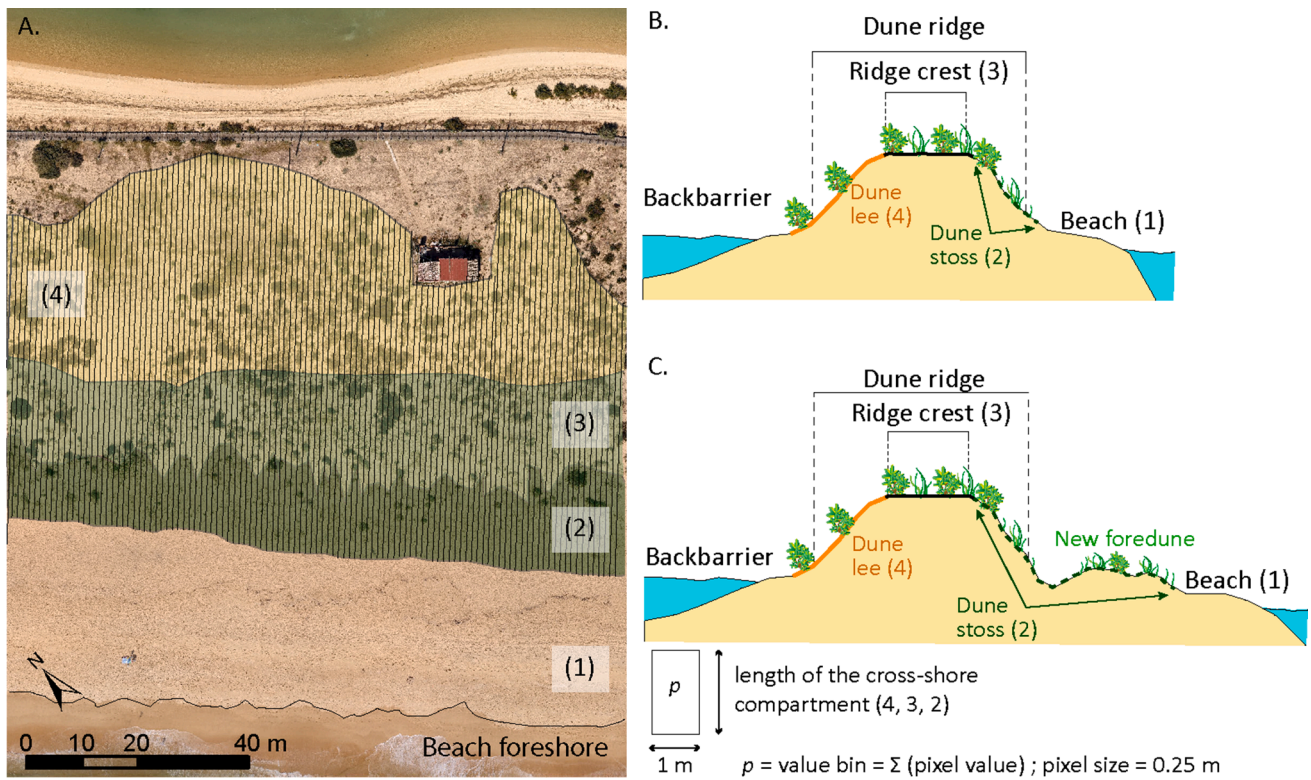 A.
(4)
(3)
(2)
(1)
N
0 10 20 40 m
Beach foreshore
B.
Dune ridge
Ridge crest (3)
Backbarrier
Dune
lee (4)
Dune
stoss (2)
Beach (1)
C.
Dune ridge
Ridge crest (3)
New foredune
Backbarrier
Dune
lee (4)
Beach (1)
Dune
stoss (2)
p
length of the cross-shore
compartment (4, 3, 2)
1 m
p = value bin = Σ (pixel value) ; pixel size = 0.25 m